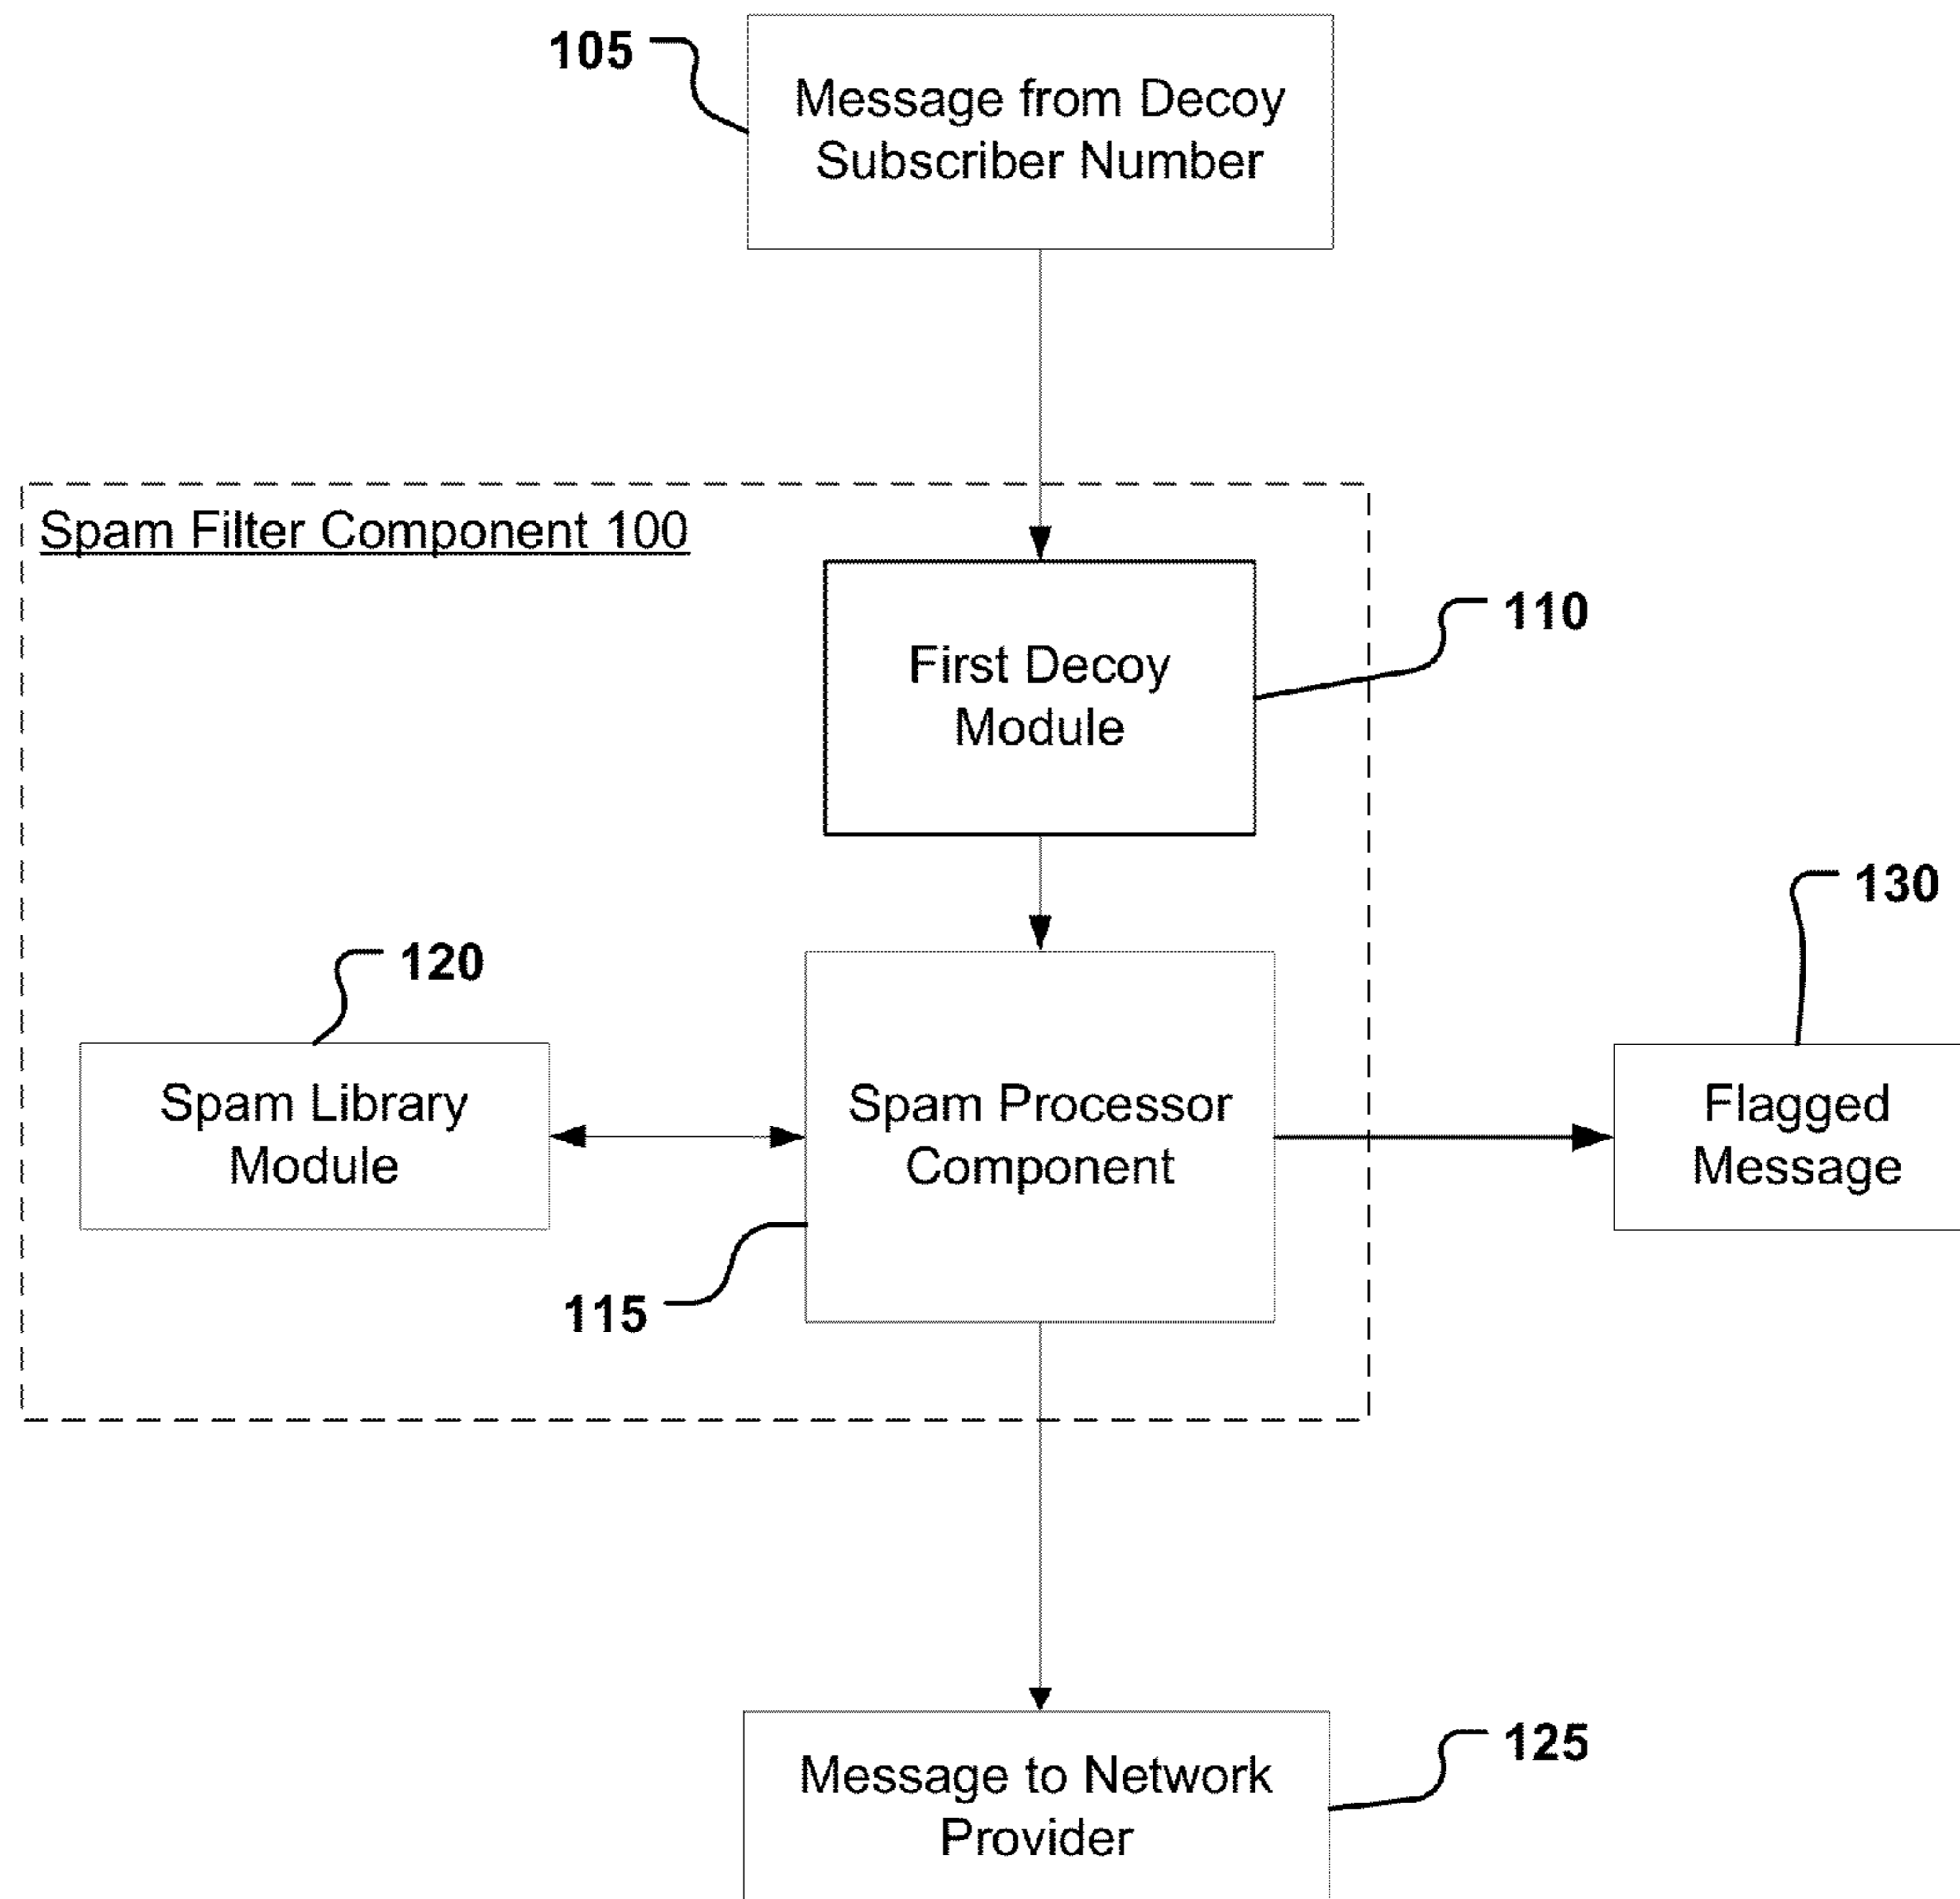 105
Message from Decoy
Subscriber Number
Spam Filter Component 100
110
First Decoy
Module
130
120
Spam Library
Module
Spam Processor
Component
Flagged
Message
115
125
Message to Network
Provider